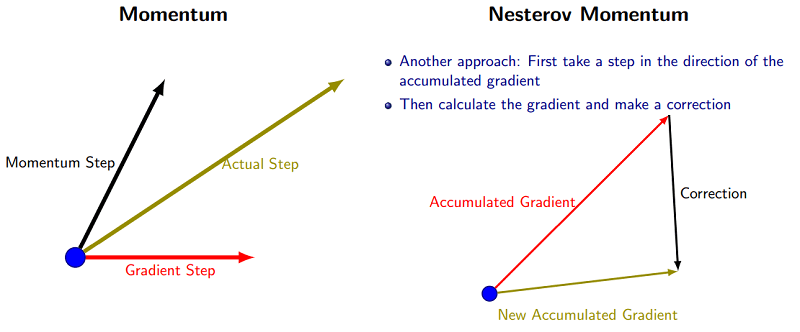 Momentum
Momentum Step
Actual Step
Gradient Step
Nesterov Momentum
Another approach: First take a step in the direction of the
accumulated gradient
Then calculate the gradient and make a correction
Accumulated Gradient
Correction
New Accumulated Gradient